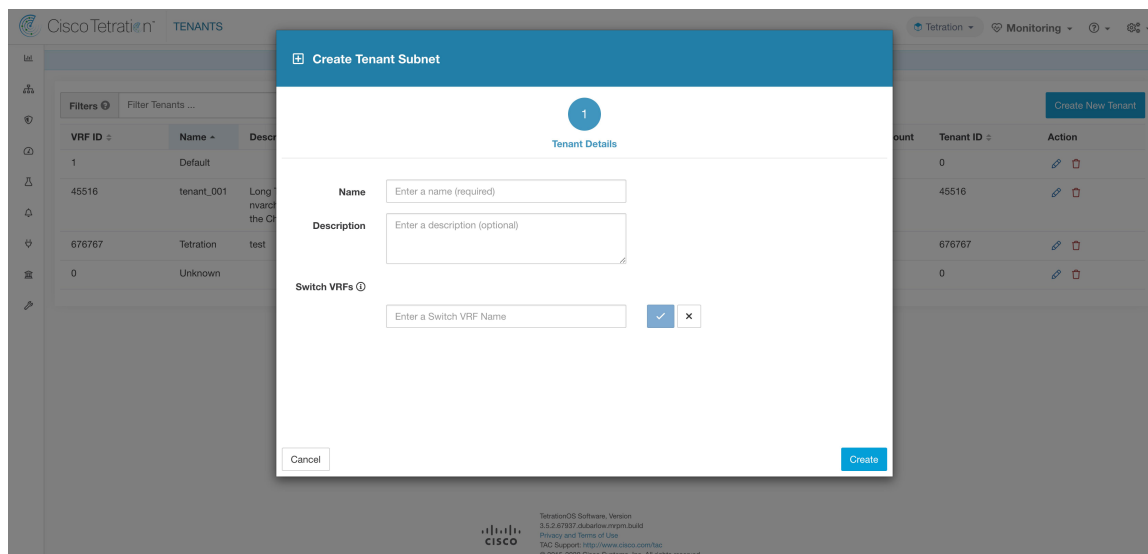 Cisco Tetration TENANTS
Tetration
Monitoring
Create Tenant Subnet
1
Tenant Details
Filters
Filter Tenants ...
Create New Tenant
VRF ID
Name
Descr
ount
Tenant ID
Action
1
Default
0
45516
tenant_001
Long
nvarch
the Ch
45516
676767
Tetration
test
676767
0
Unknown
0
Name
Enter a name (required)
Description
Enter a description (optional)
Switch VRFs
Enter a Switch VRF Name
Cancel
Create
CISCO
TetrationOS Software, Version
3.5.2.67937.dubarlow.mrpm.build
Privacy and Terms of Use
TAC Support: http://www.cisco.com/tac